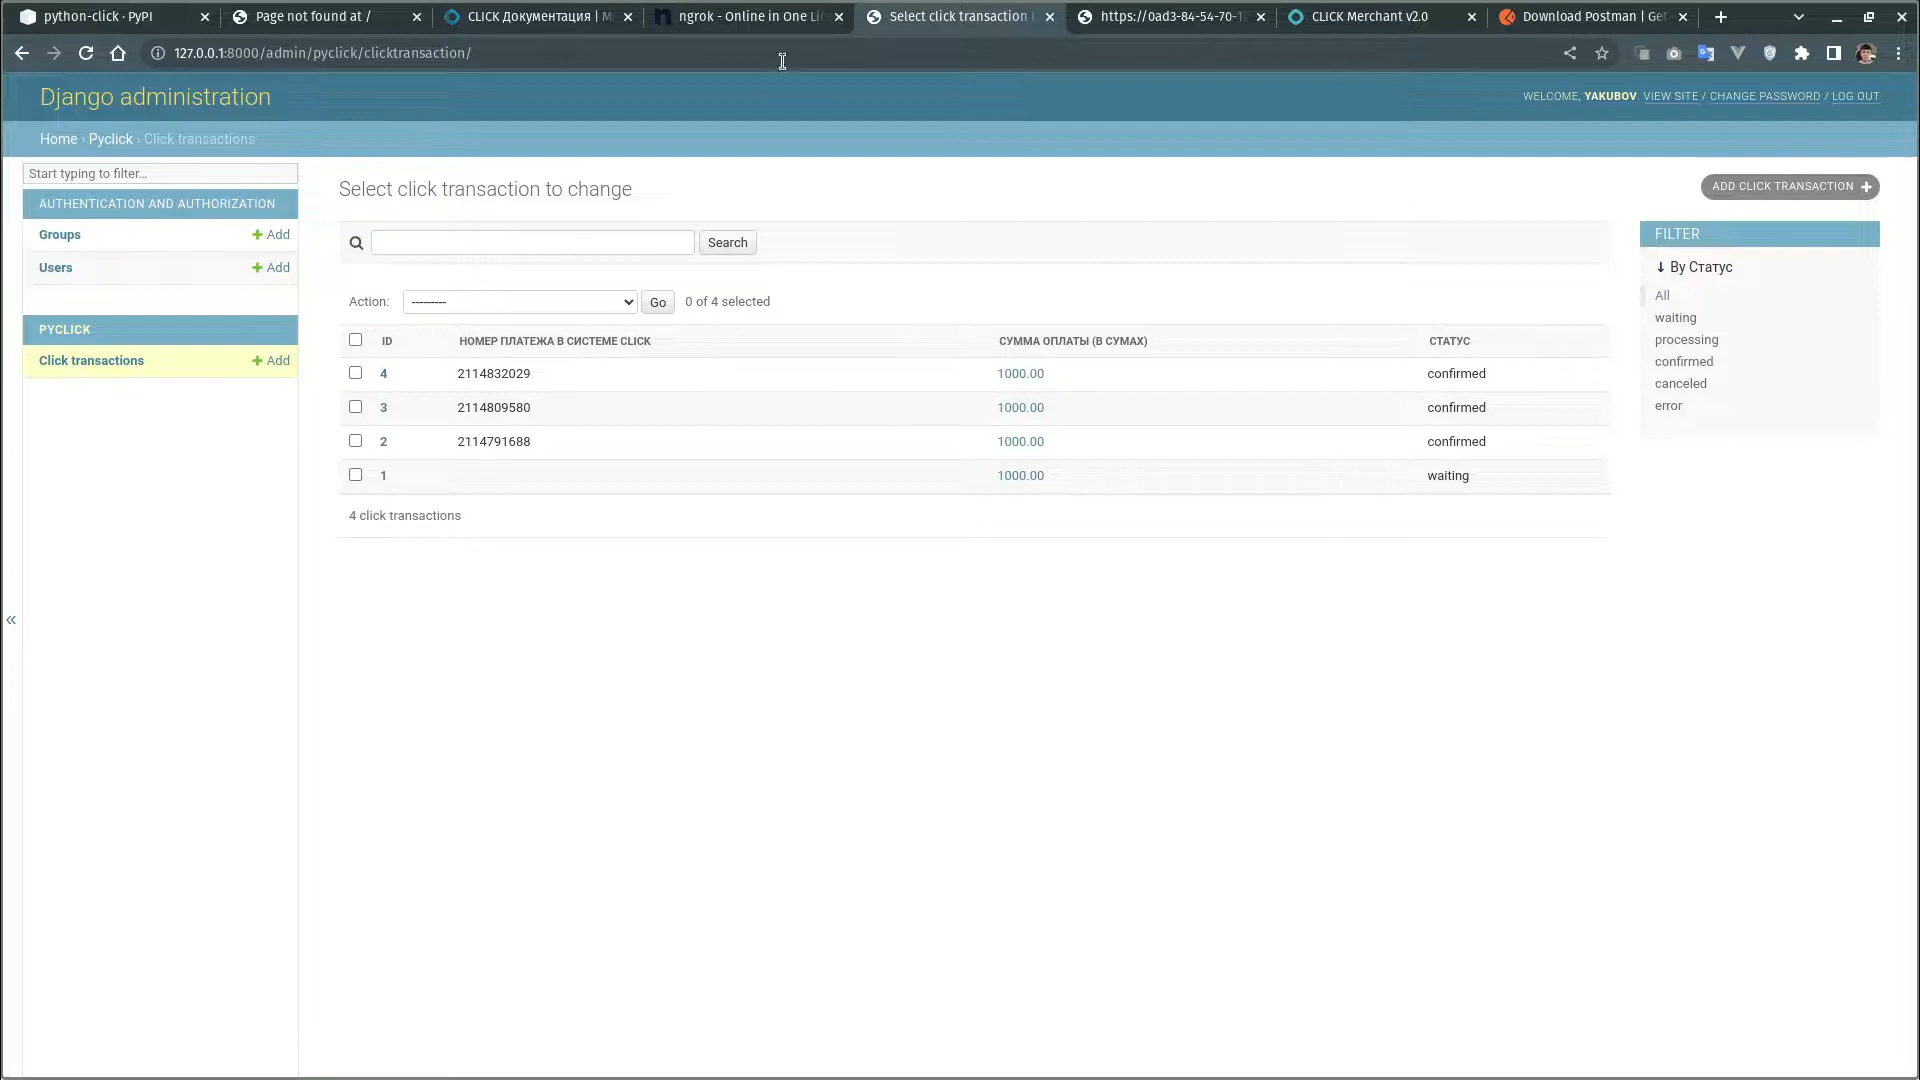 python-click · PyPI
Page not found at /
CLICK Документация | M
ngrok - Online in One Li
Select click transaction
https://0ad3-84-54-70-1
CLICK Merchant v2.0
Download Postman | Get
127.0.0.1:8000/admin/pyclick/clicktransaction/
Django administration
WELCOME, YAKUBOV. VIEW SITE / CHANGE PASSWORD / LOG OUT
Home › Pyclick › Click transactions
Start typing to filter...
AUTHENTICATION AND AUTHORIZATION
Groups + Add
Users + Add
PYCLICK
Click transactions + Add
«
Select click transaction to change
ADD CLICK TRANSACTION +
Search
Action: --------- Go 0 of 4 selected
ID НОМЕР ПЛАТЕЖА В СИСТЕМЕ CLICK СУММА ОПЛАТЫ (В СУМАХ) СТАТУС
4 2114832029 1000.00 confirmed
3 2114809580 1000.00 confirmed
2 2114791688 1000.00 confirmed
1 1000.00 waiting
4 click transactions
FILTER
↓ By Статус
All
waiting
processing
confirmed
canceled
error